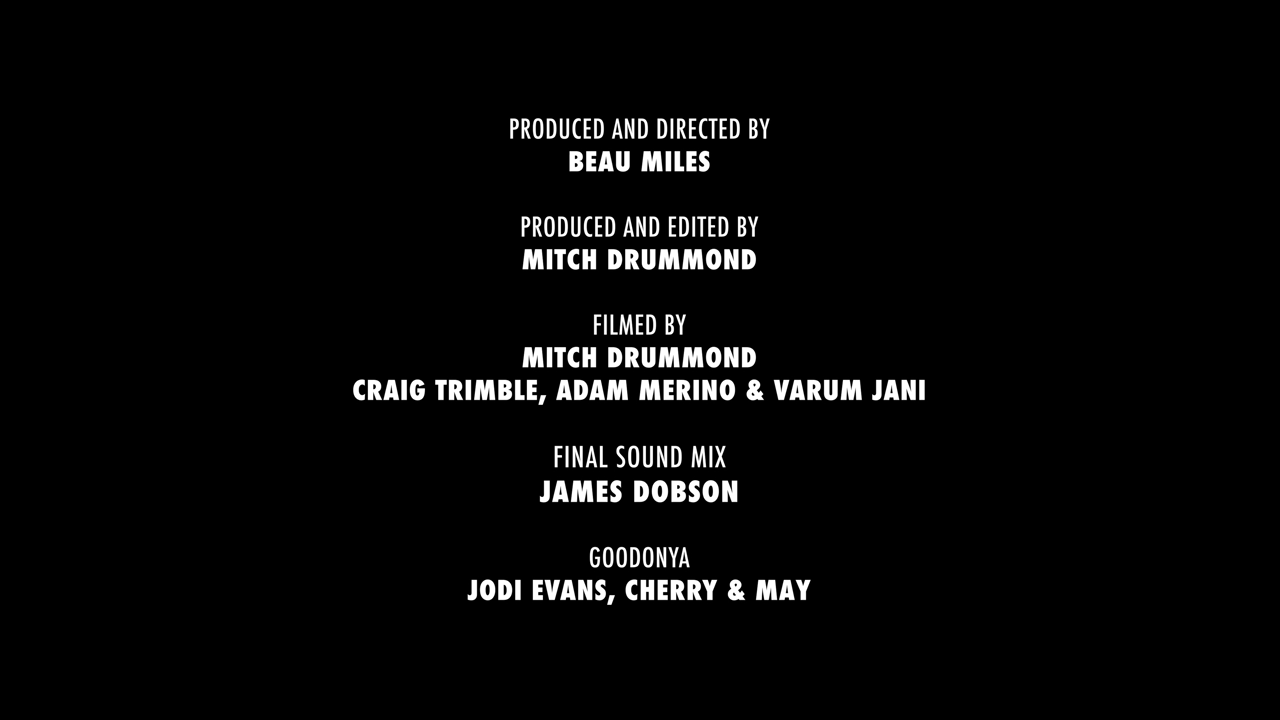 PRODUCED AND DIRECTED BY
BEAU MILES
PRODUCED AND EDITED BY
MITCH DRUMMOND
FILMED BY
MITCH DRUMMOND
CRAIG TRIMBLE, ADAM MERINO & VARUM JANI
FINAL SOUND MIX
JAMES DOBSON
GOODONYA
JODI EVANS, CHERRY & MAY